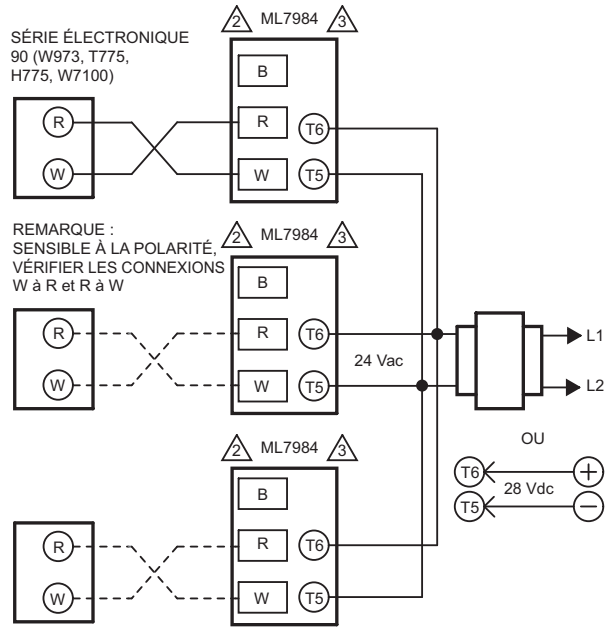 2 ML7984 3
SÉRIE ÉLECTRONIQUE
90 (W973, T775,
H775, W7100)
B
R R T6
W W T5
REMARQUE :
SENSIBLE À LA POLARITÉ,
VÉRIFIER LES CONNEXIONS
W à R et R à W
2 ML7984 3
B
R R T6
W W T5
24 Vac
L1
L2
OU
T6 +
28 Vdc
T5 −
2 ML7984 3
B
R R T6
W W T5